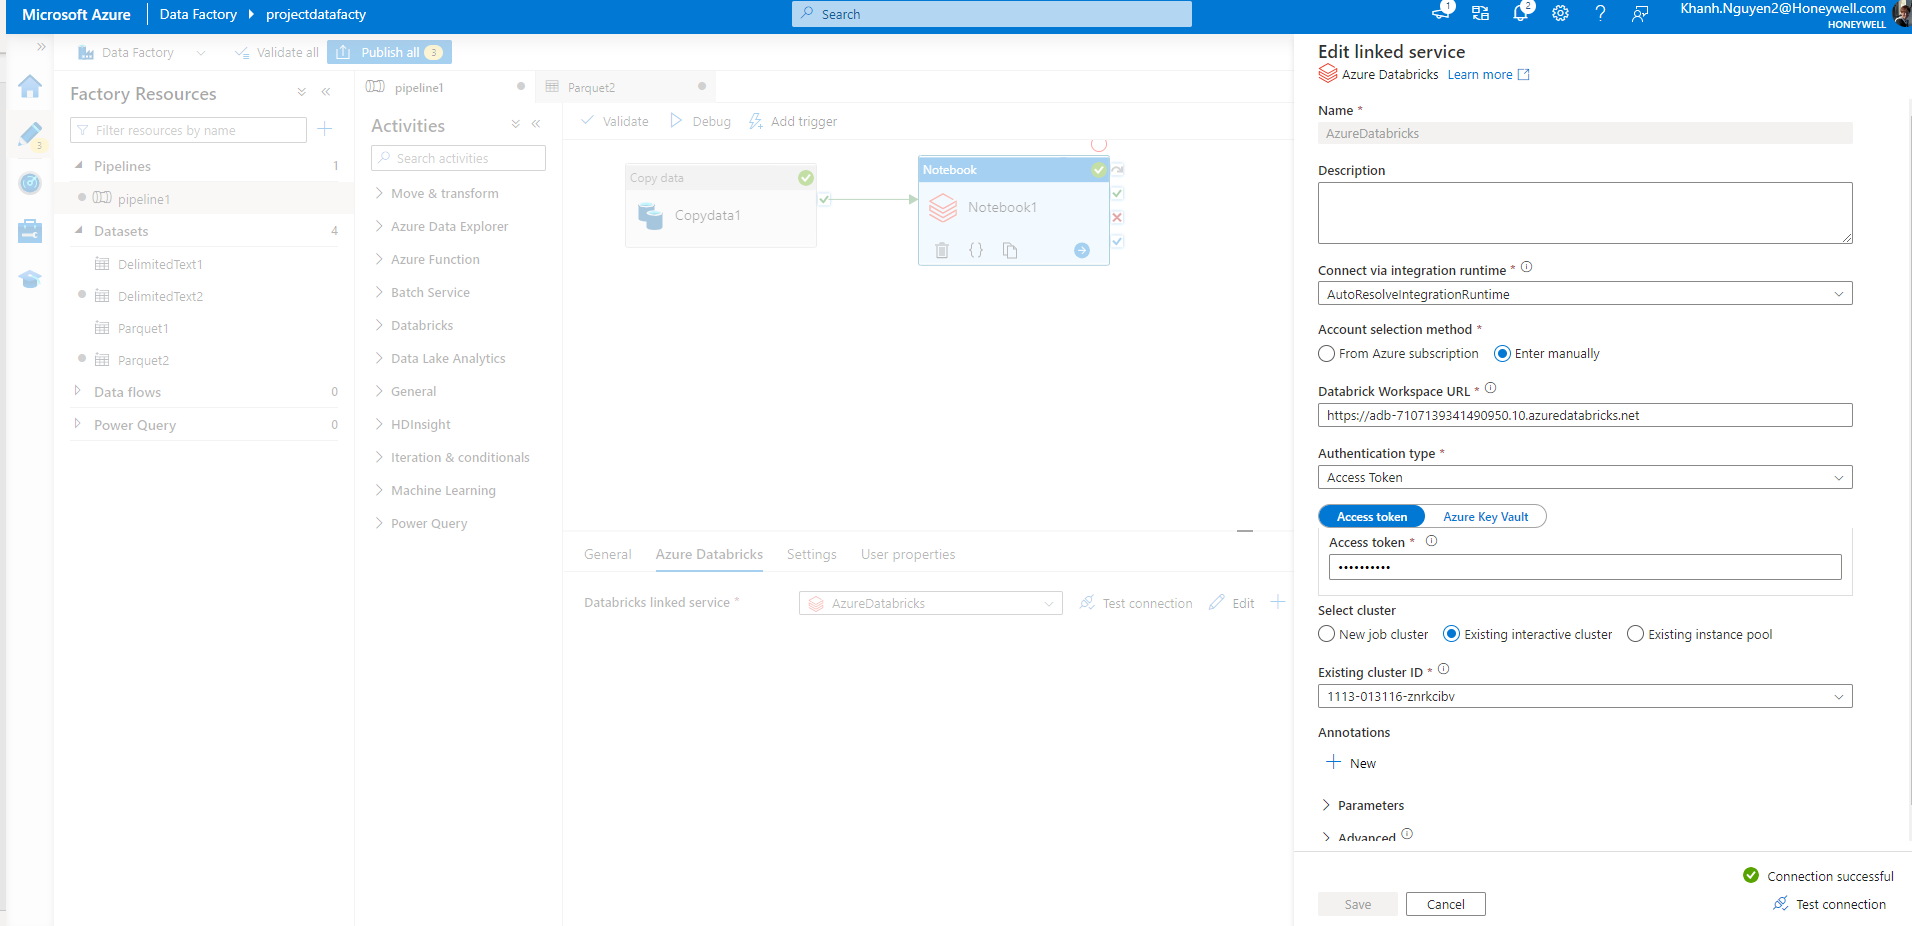 Microsoft Azure
Data Factory
projectdatafacty
Search
1
2
Khanh.Nguyen2@Honeywell.com
HONEYWELL
Data Factory
Validate all
Publish all 3
3
Factory Resources
Filter resources by name
Pipelines 1
pipeline1
Datasets 4
DelimitedText1
DelimitedText2
Parquet1
Parquet2
Data flows 0
Power Query 0
pipeline1
Parquet2
Activities
Search activities
Move & transform
Azure Data Explorer
Azure Function
Batch Service
Databricks
Data Lake Analytics
General
HDInsight
Iteration & conditionals
Machine Learning
Power Query
Validate
Debug
Add trigger
Copy data
Copydata1
Notebook
Notebook1
General
Azure Databricks
Settings
User properties
Databricks linked service *
AzureDatabricks
Test connection
Edit
Edit linked service
Azure Databricks Learn more
Name *
AzureDatabricks
Description
Connect via integration runtime *
AutoResolveIntegrationRuntime
Account selection method *
From Azure subscription
Enter manually
Databrick Workspace URL *
https://adb-7107139341490950.10.azuredatabricks.net
Authentication type *
Access Token
Access token
Azure Key Vault
Access token *
••••••••••
Select cluster
New job cluster
Existing interactive cluster
Existing instance pool
Existing cluster ID *
1113-013116-znrkcibv
Annotations
New
Parameters
Advanced
Connection successful
Save
Cancel
Test connection